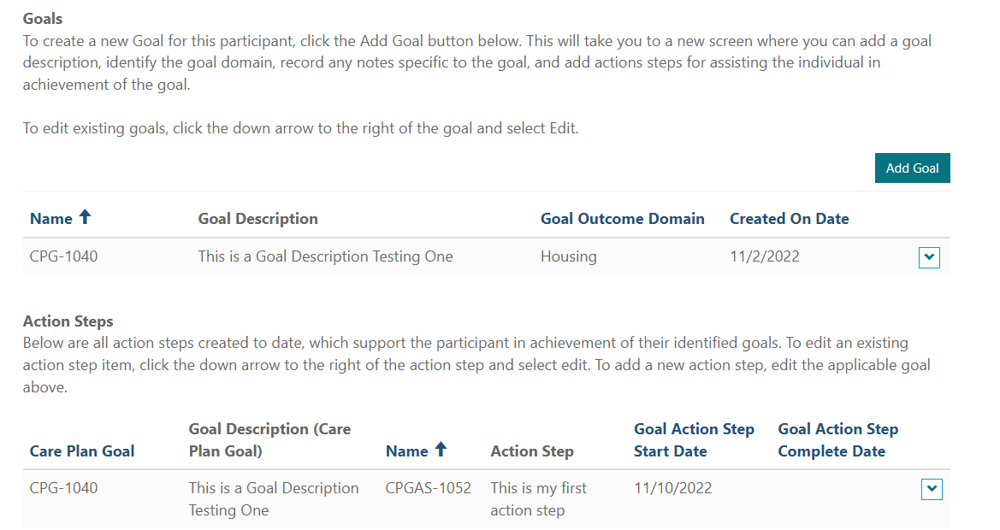 Goals
To create a new Goal for this participant, click the Add Goal button below. This will take you to a new screen where you can add a goal
description, identify the goal domain, record any notes specific to the goal, and add actions steps for assisting the individual in
achievement of the goal.
To edit existing goals, click the down arrow to the right of the goal and select Edit.
Add Goal
Name Goal Description Goal Outcome Domain Created On Date
CPG-1040 This is a Goal Description Testing One Housing 11/2/2022
Action Steps
Below are all action steps created to date, which support the participant in achievement of their identified goals. To edit an existing
action step item, click the down arrow to the right of the action step and select edit. To add a new action step, edit the applicable goal
above.
Goal Description (Care Goal Action Step Goal Action Step
Care Plan Goal Plan Goal) Name Action Step Start Date Complete Date
CPG-1040 This is a Goal Description CPGAS-1052 This is my first 11/10/2022
Testing One action step